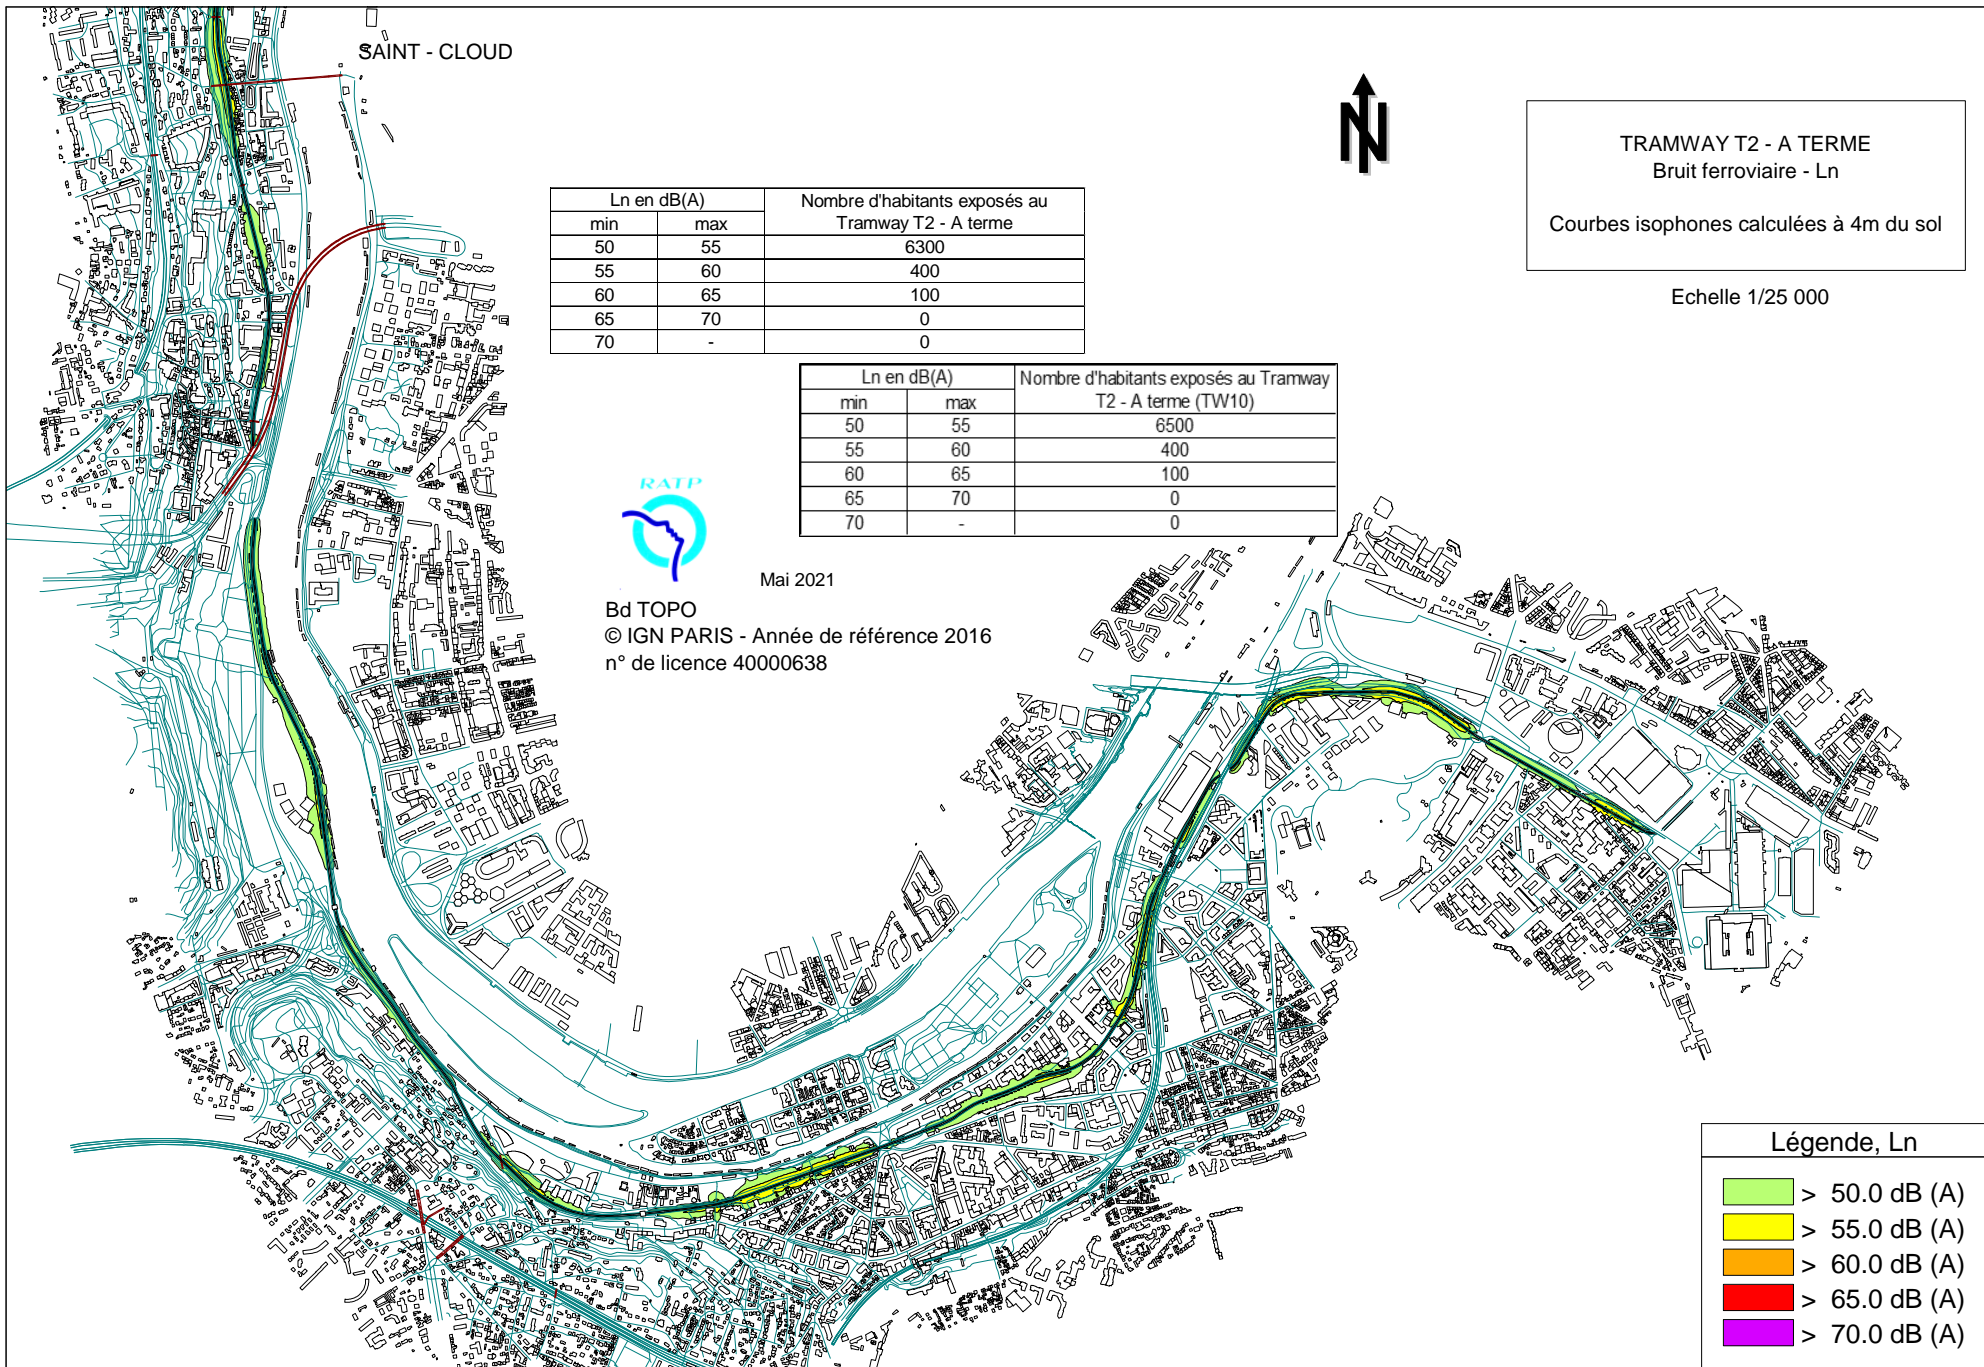 SAINT - CLOUD
N
TRAMWAY T2 - A TERME
Bruit ferroviaire - Ln
Courbes isophones calculées à 4m du sol
Echelle 1/25 000
Ln en dB(A) Nombre d'habitants exposés au
min max Tramway T2 - A terme
50 55 6300
55 60 400
60 65 100
65 70 0
70 - 0
Ln en dB(A) Nombre d'habitants exposés au Tramway
min max T2 - A terme (TW10)
50 55 6500
55 60 400
60 65 100
65 70 0
70 - 0
RATP
Mai 2021
Bd TOPO
© IGN PARIS - Année de référence 2016
n° de licence 40000638
Légende, Ln
> 50.0 dB (A)
> 55.0 dB (A)
> 60.0 dB (A)
> 65.0 dB (A)
> 70.0 dB (A)